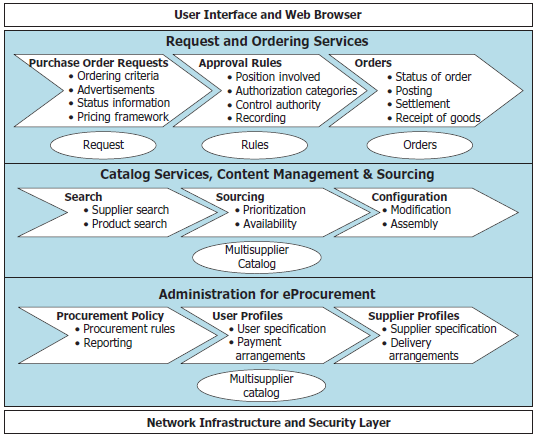 User Interface and Web Browser
Request and Ordering Services
Purchase Order Requests
• Ordering criteria
• Advertisements
• Status information
• Pricing framework
Approval Rules
• Position involved
• Authorization categories
• Control authority
• Recording
Orders
• Status of order
• Posting
• Settlement
• Receipt of goods
Request
Rules
Orders
Catalog Services, Content Management & Sourcing
Search
• Supplier search
• Product search
Sourcing
• Prioritization
• Availability
Configuration
• Modification
• Assembly
Multisupplier
Catalog
Administration for eProcurement
Procurement Policy
• Procurement rules
• Reporting
User Profiles
• User specification
• Payment
arrangements
Supplier Profiles
• Supplier specification
• Delivery
arrangements
Multisupplier
catalog
Network Infrastructure and Security Layer